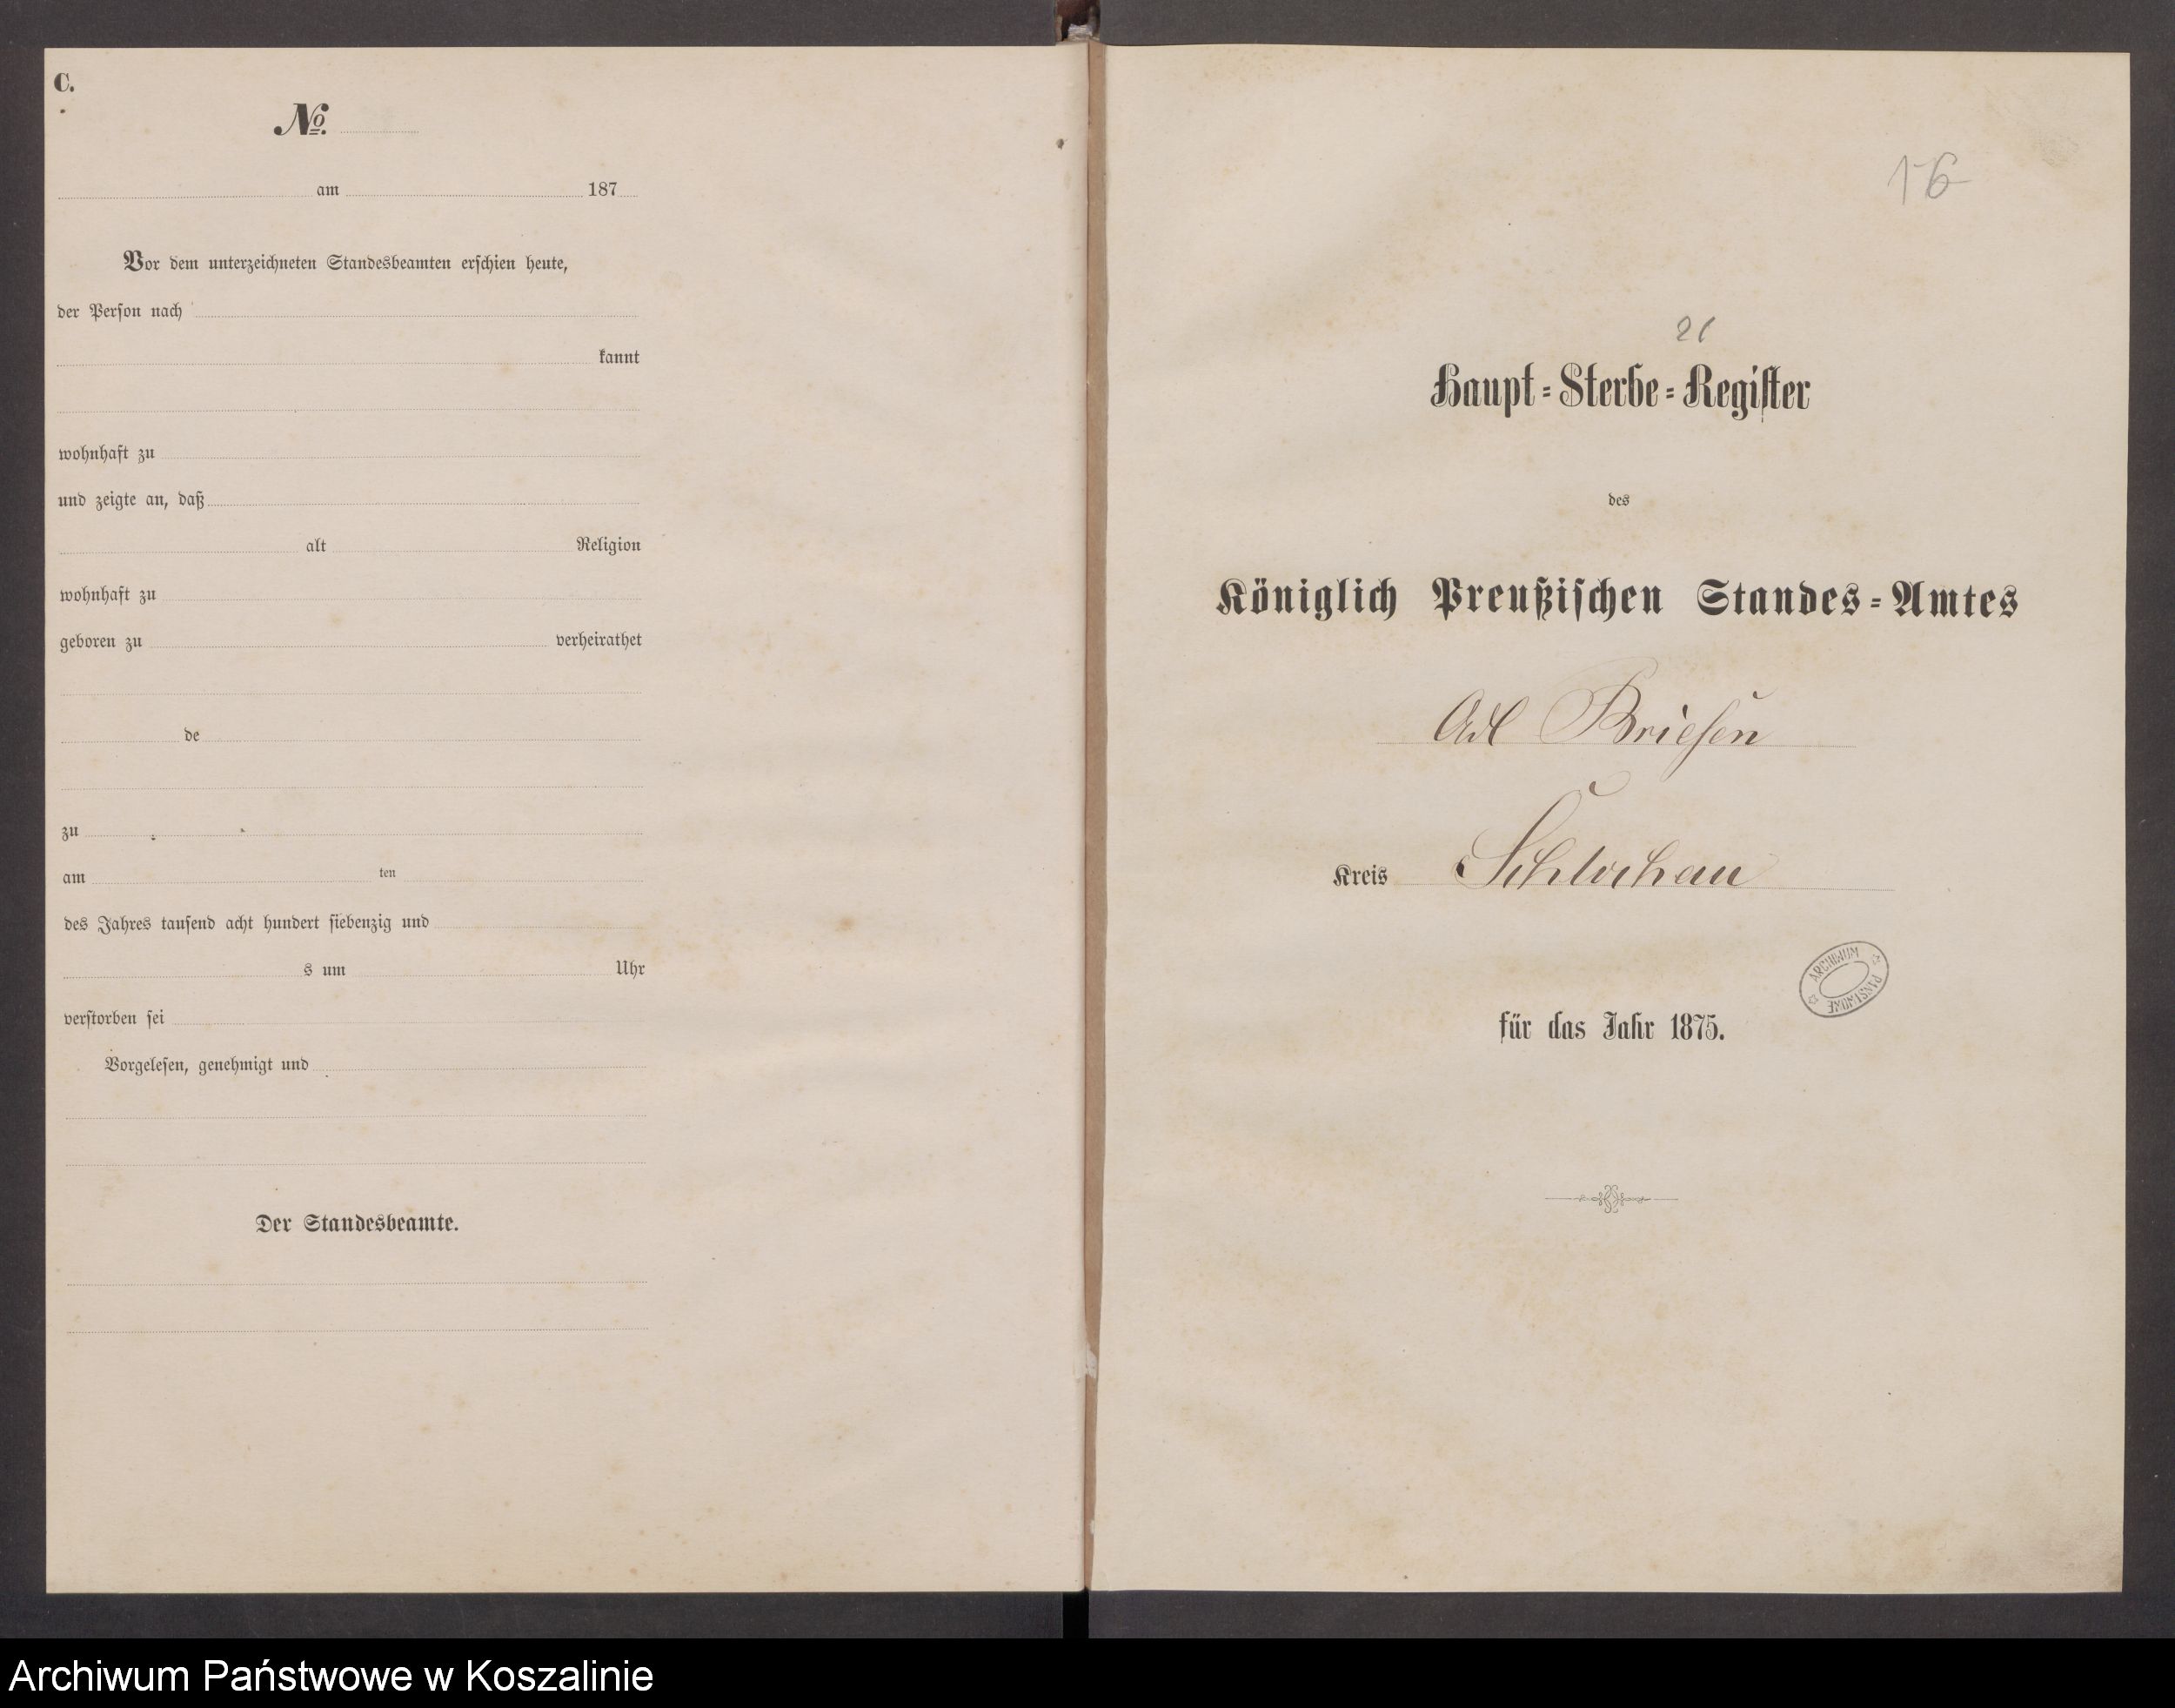 C.
No.
am 187
Vor dem unterzeichneten Standesbeamten erschien heute,
der Person nach
kannt
wohnhaft zu
und zeigte an, daß
alt Religion
wohnhaft zu
geboren zu verheirathet
de
zu
am ten
des Jahres tausend acht hundert siebenzig und
s um Uhr
verstorben sei
Vorgelesen, genehmigt und
Der Standesbeamte.
16
21
Haupt-Sterbe-Register
des
Königlich Preußischen Standes-Amtes
Adl Briesen
Kreis Schlochau
ARCHIWUM PAŃSTWOWE
für das Jahr 1875.
Archiwum Państwowe w Koszalinie